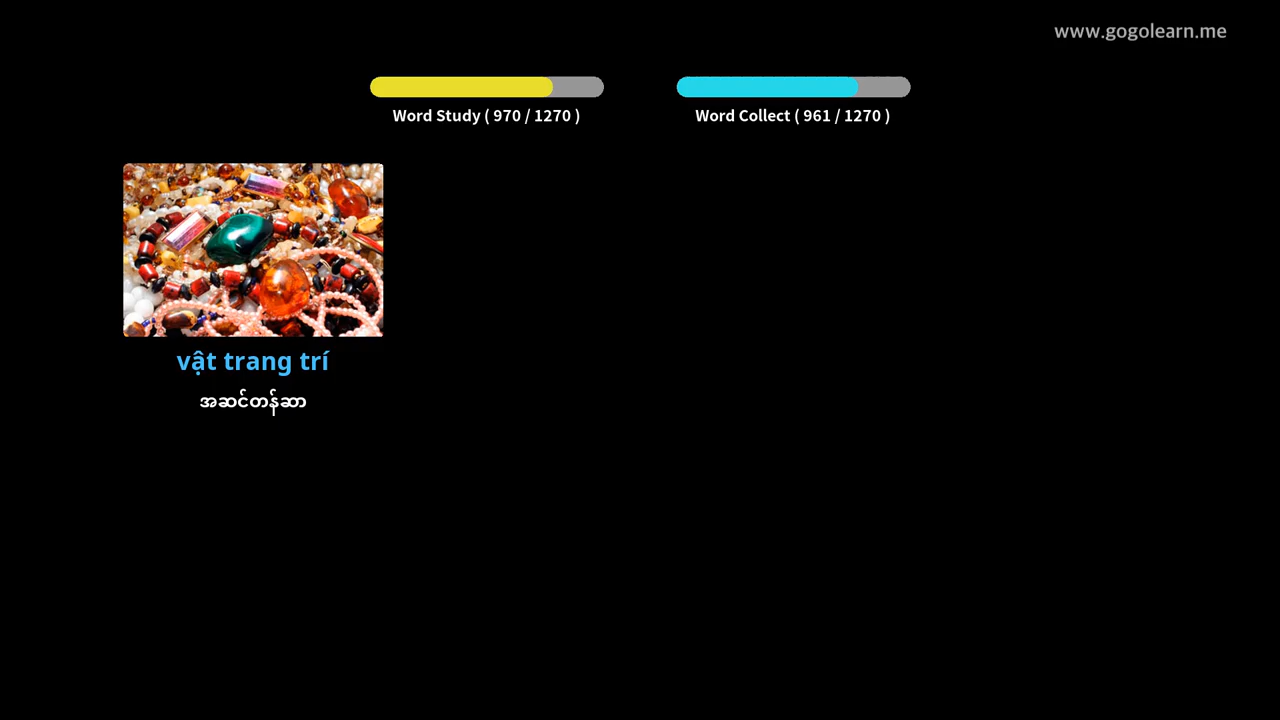 www.gogolearn.me
Word Study ( 970 / 1270 )
Word Collect ( 961 / 1270 )
vật trang trí
အဆင်တန်ဆာ